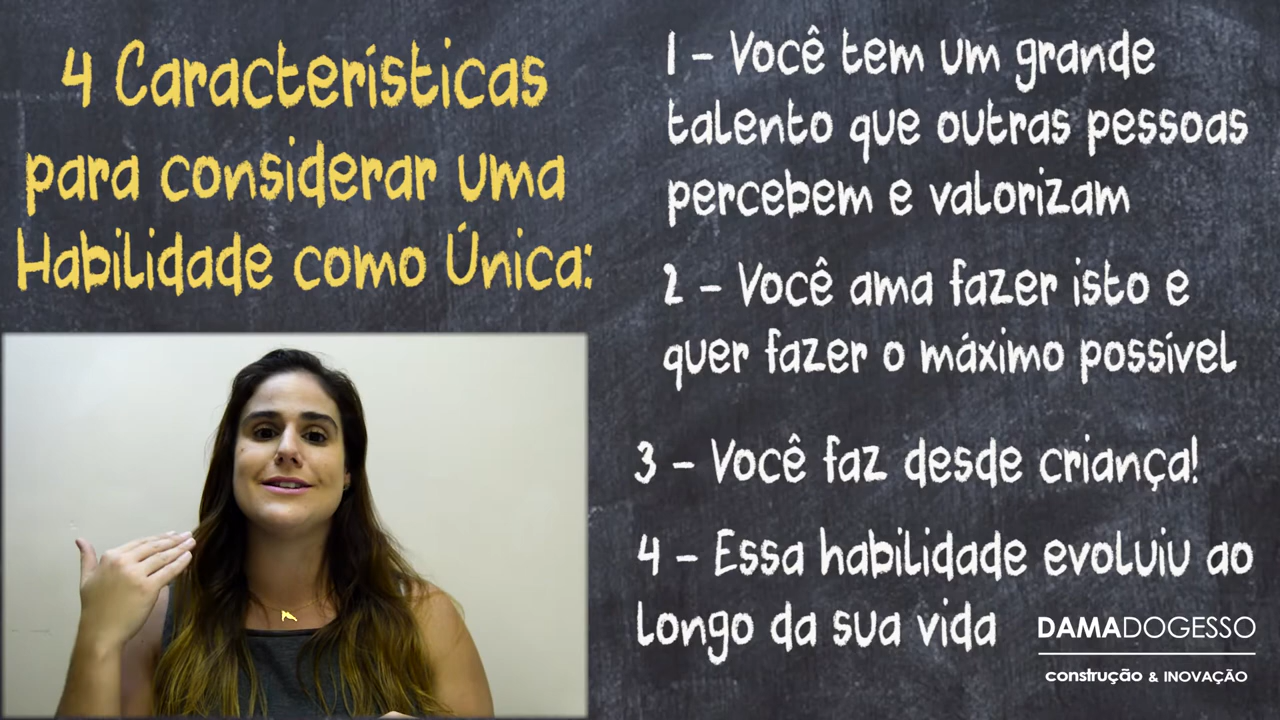 4 Características
para considerar uma
Habilidade como Única:
1 - Você tem um grande
talento que outras pessoas
percebem e valorizam
2 - Você ama fazer isto e
quer fazer o máximo possível
3 - Você faz desde criança!
4 - Essa habilidade evoluiu ao
longo da sua vida
DAMADOGESSO
construção & INOVAÇÃO